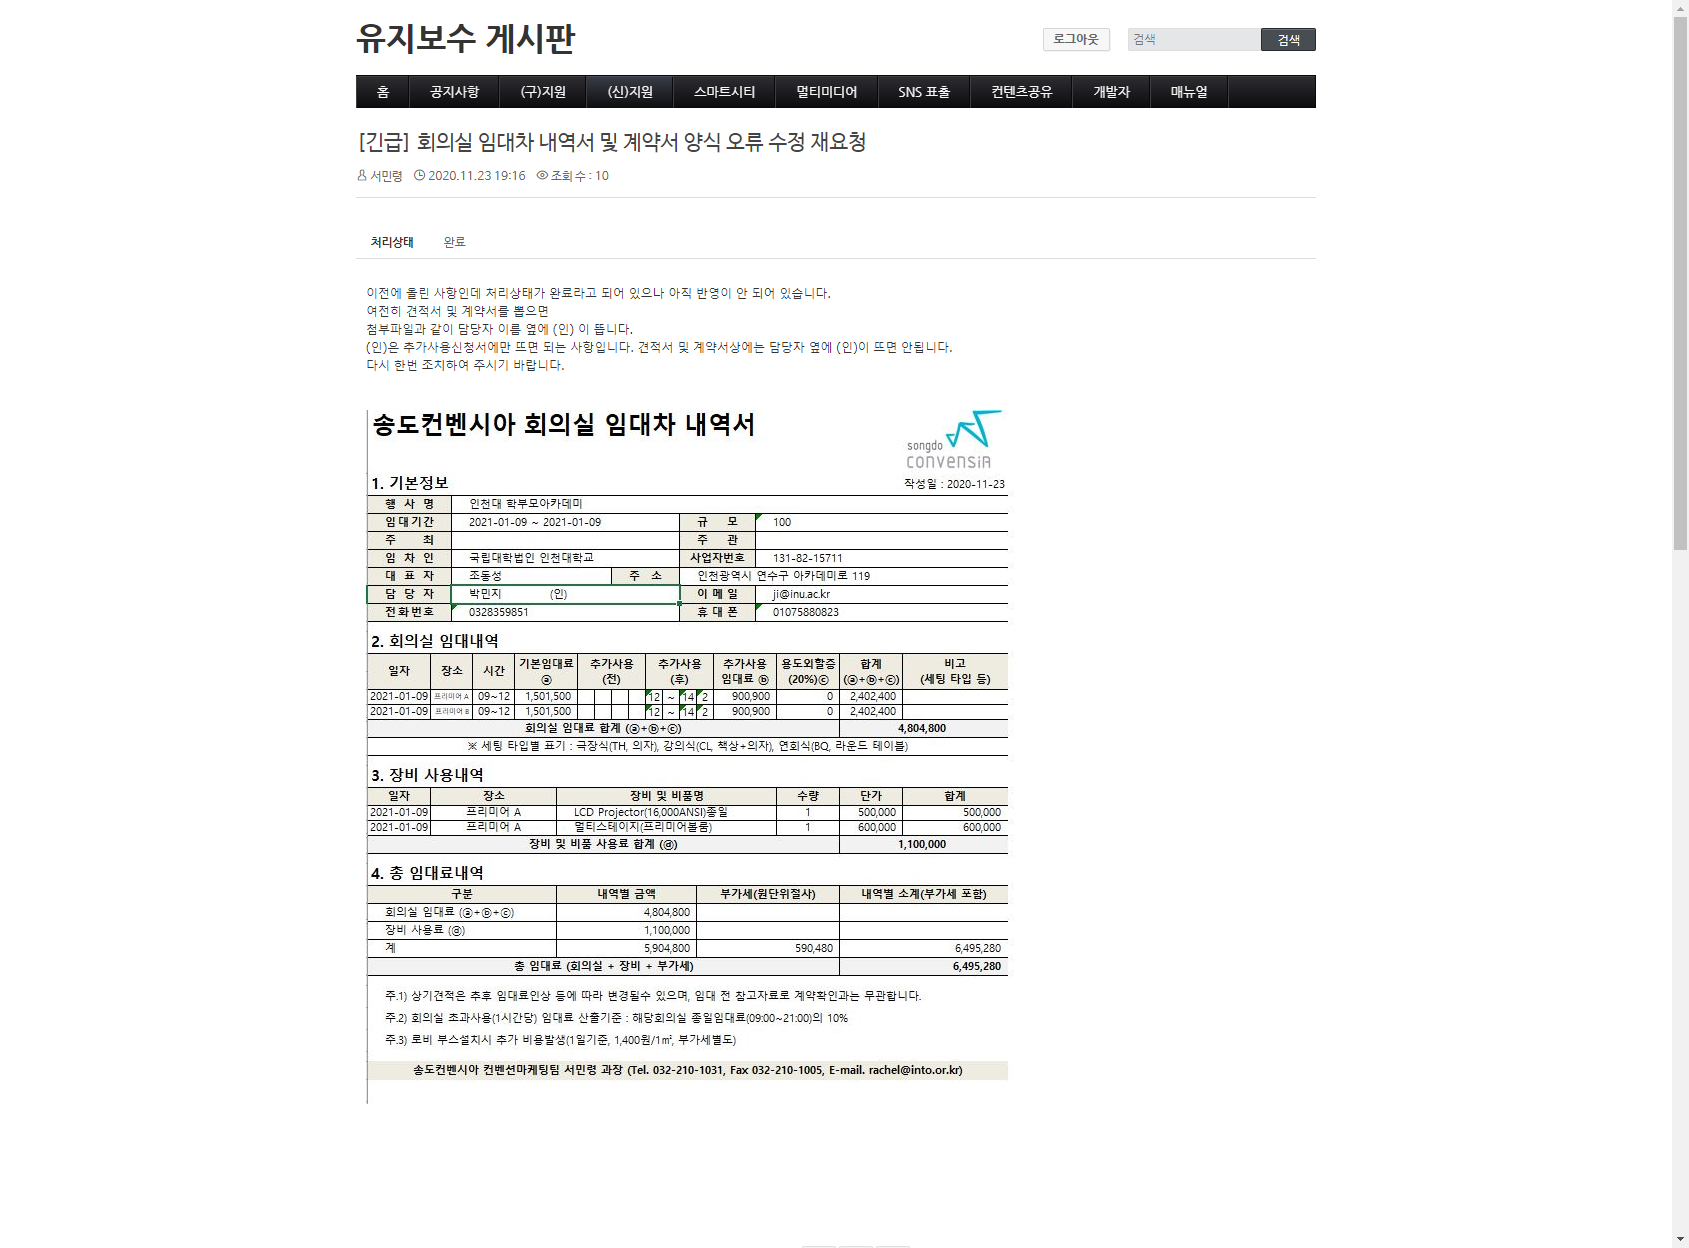 유지보수 게시판
로그아웃
검색
검색
홈 공지사항 (구)지원 (신)지원 스마트시티 멀티미디어 SNS 표출 컨텐츠공유 개발자 매뉴얼
[긴급] 회의실 임대차 내역서 및 계약서 양식 오류 수정 재요청
서민령 2020.11.23 19:16 조회 수 : 10
처리상태 완료
이전에 올린 사항인데 처리상태가 완료라고 되어 있으나 아직 반영이 안 되어 있습니다.
여전히 견적서 및 계약서를 뽑으면
첨부파일과 같이 담당자 이름 옆에 (인) 이 뜹니다.
(인)은 추가사용신청서에만 뜨면 되는 사항입니다. 견적서 및 계약서상에는 담당자 옆에 (인)이 뜨면 안됩니다.
다시 한번 조치하여 주시기 바랍니다.
송도컨벤시아 회의실 임대차 내역서
songdo
convensia
1. 기본정보
작성일 : 2020-11-23
행 사 명 인천대 학부모아카데미
임대기간 2021-01-09 ~ 2021-01-09 규 모 100
주 최 주 관
임 차 인 국립대학법인 인천대학교 사업자번호 131-82-15711
대 표 자 조동성 주 소 인천광역시 연수구 아카데미로 119
담 당 자 박민지 (인) 이 메 일 ji@inu.ac.kr
전화번호 0328359851 휴 대 폰 01075880823
2. 회의실 임대내역
일자 장소 시간 기본임대료 ⓐ 추가사용 (전) 추가사용 (후) 추가사용 임대료 ⓑ 용도외할증 (20%)ⓒ 합계 (ⓐ+ⓑ+ⓒ) 비고 (세팅 타입 등)
2021-01-09 프리미어 A 09~12 1,501,500 12 ~ 14 2 900,900 0 2,402,400
2021-01-09 프리미어 B 09~12 1,501,500 12 ~ 14 2 900,900 0 2,402,400
회의실 임대료 합계 (ⓐ+ⓑ+ⓒ) 4,804,800
※ 세팅 타입별 표기 : 극장식(TH, 의자), 강의식(CL, 책상+의자), 연회식(BQ, 라운드 테이블)
3. 장비 사용내역
일자 장소 장비 및 비품명 수량 단가 합계
2021-01-09 프리미어 A LCD Projector(16,000ANSI)종일 1 500,000 500,000
2021-01-09 프리미어 A 멀티스테이지(프리미어볼룸) 1 600,000 600,000
장비 및 비품 사용료 합계 (ⓓ) 1,100,000
4. 총 임대료내역
구분 내역별 금액 부가세(원단위절사) 내역별 소계(부가세 포함)
회의실 임대료 (ⓐ+ⓑ+ⓒ) 4,804,800
장비 사용료 (ⓓ) 1,100,000
계 5,904,800 590,480 6,495,280
총 임대료 (회의실 + 장비 + 부가세) 6,495,280
주.1) 상기견적은 추후 임대료인상 등에 따라 변경될수 있으며, 임대 전 참고자료로 계약확인과는 무관합니다.
주.2) 회의실 초과사용(1시간당) 임대료 산출기준 : 해당회의실 종일임대료(09:00~21:00)의 10%
주.3) 로비 부스설치시 추가 비용발생(1일기준, 1,400원/1㎡, 부가세별도)
송도컨벤시아 컨벤션마케팅팀 서민령 과장 (Tel. 032-210-1031, Fax 032-210-1005, E-mail. rachel@into.or.kr)